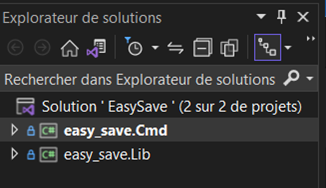 Explorateur de solutions
Rechercher dans Explorateur de solutions
Solution ' EasySave ' (2 sur 2 de projets)
C# easy_save.Cmd
C# easy_save.Lib